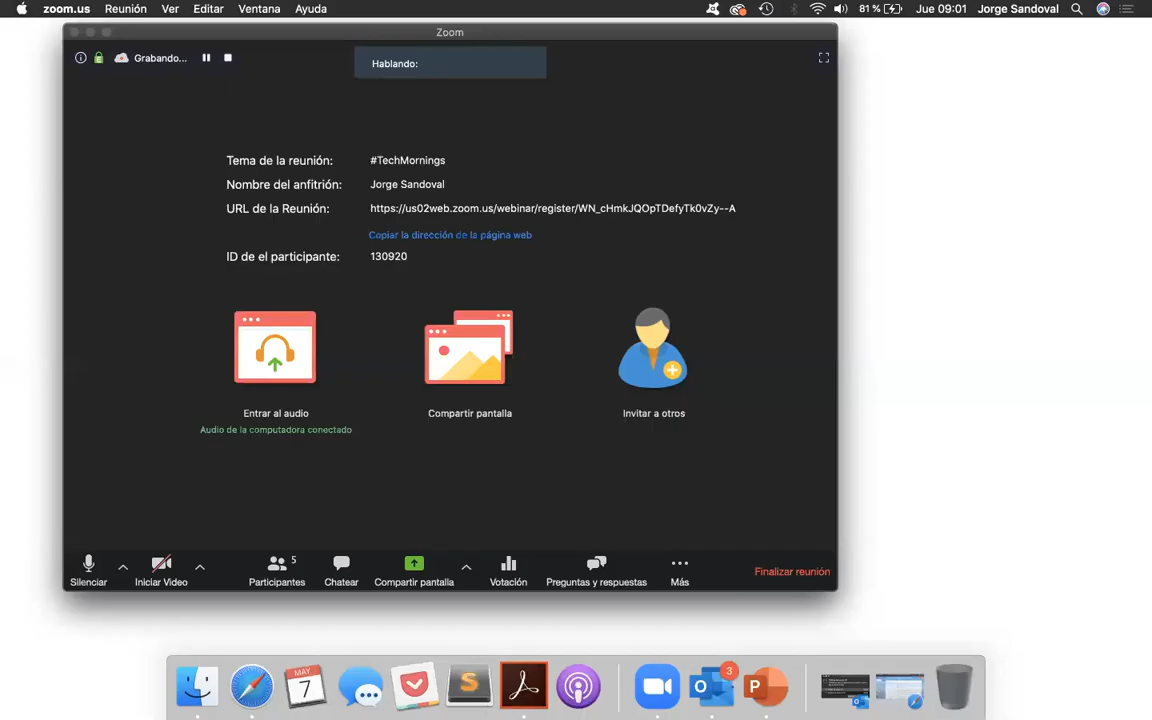 zoom.us Reunión Ver Editar Ventana Ayuda 81 % Jue 09:01 Jorge Sandoval
Zoom
Grabando...
Hablando:
Tema de la reunión: #TechMornings
Nombre del anfitrión: Jorge Sandoval
URL de la Reunión: https://us02web.zoom.us/webinar/register/WN_cHmkJQOpTDefyTk0vZy--A
Copiar la dirección de la página web
ID de el participante: 130920
Entrar al audio Compartir pantalla Invitar a otros
Audio de la computadora conectado
5
Silenciar Iniciar Video Participantes Chatear Compartir pantalla Votación Preguntas y respuestas Más Finalizar reunión
MAY
7
S
3
O
P